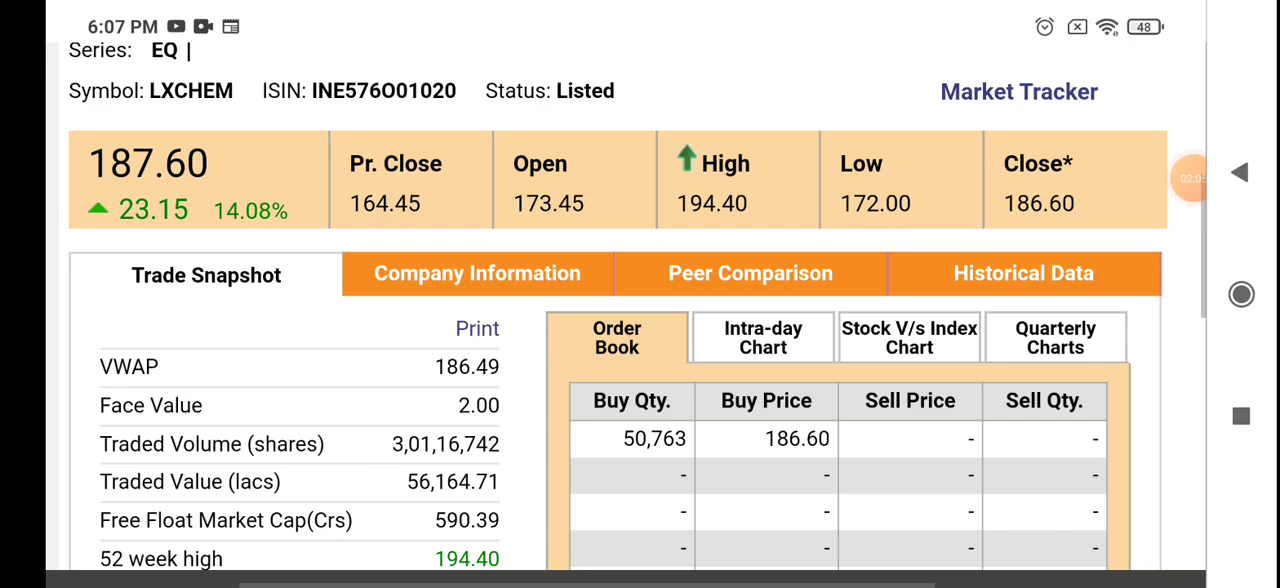 6:07 PM
48
Series: EQ |
Symbol: LXCHEM ISIN: INE576O01020 Status: Listed
Market Tracker
187.60
23.15 14.08%
Pr. Close Open High Low Close*
164.45 173.45 194.40 172.00 186.60
Trade Snapshot Company Information Peer Comparison Historical Data
Print
VWAP 186.49
Face Value 2.00
Traded Volume (shares) 3,01,16,742
Traded Value (lacs) 56,164.71
Free Float Market Cap(Crs) 590.39
52 week high 194.40
Order
Book
Intra-day
Chart
Stock V/s Index
Chart
Quarterly
Charts
Buy Qty. Buy Price Sell Price Sell Qty.
50,763 186.60 - -
- - - -
- - - -
- - - -